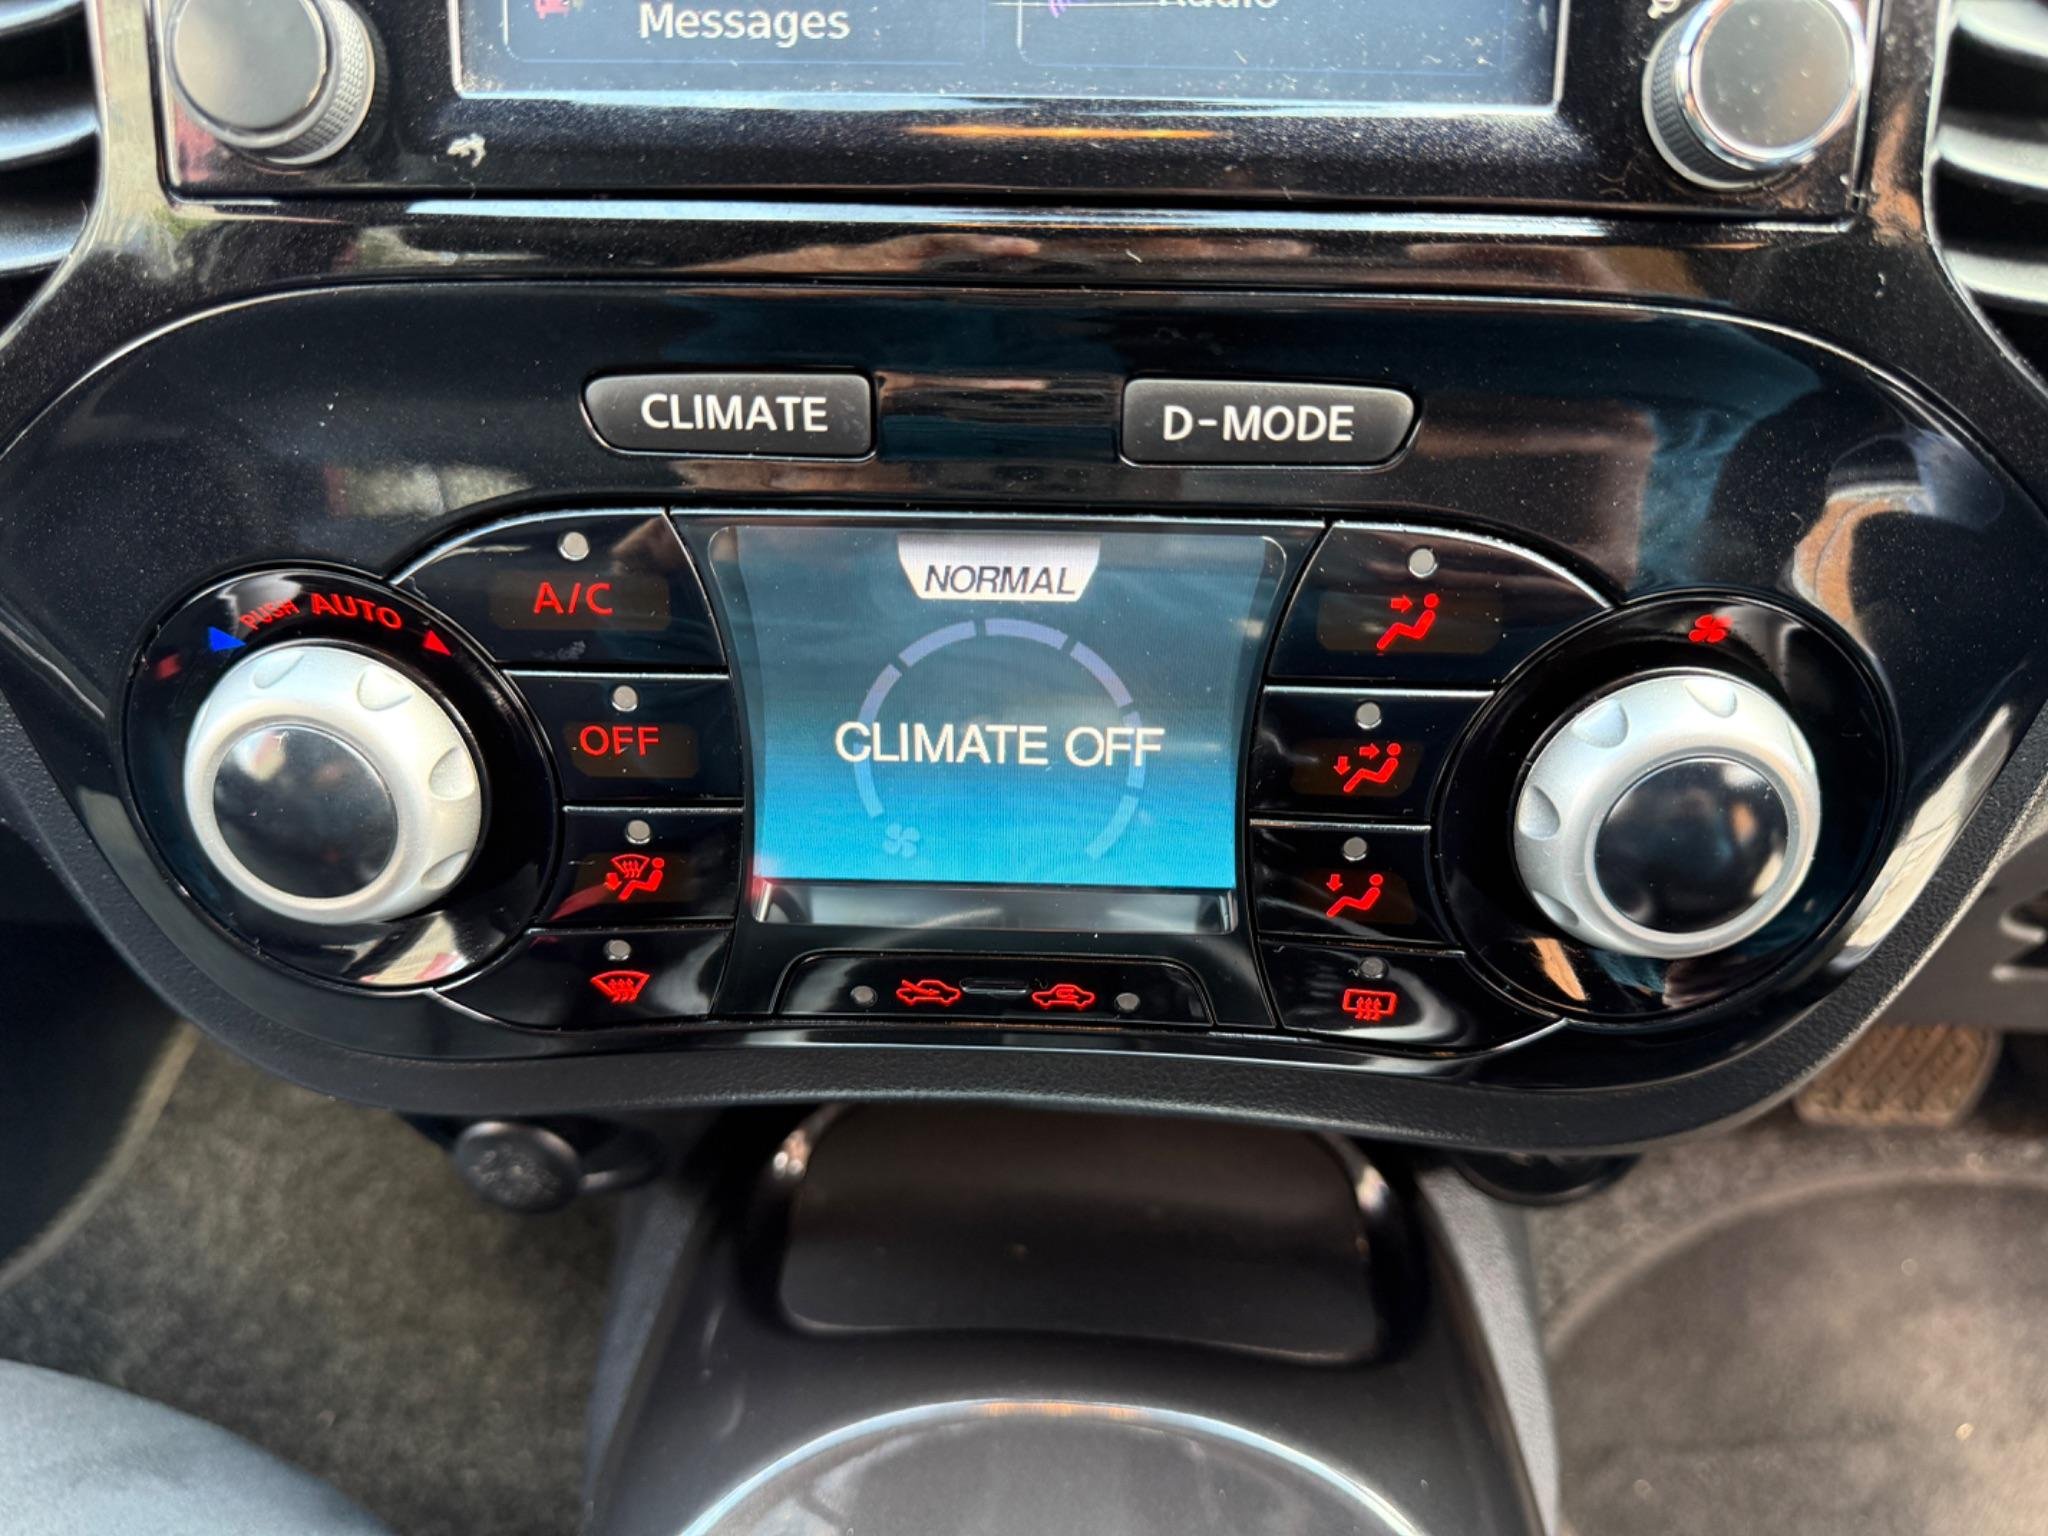 Messages
CLIMATE
D-MODE
NORMAL
PUSH AUTO
A/C
OFF
CLIMATE OFF